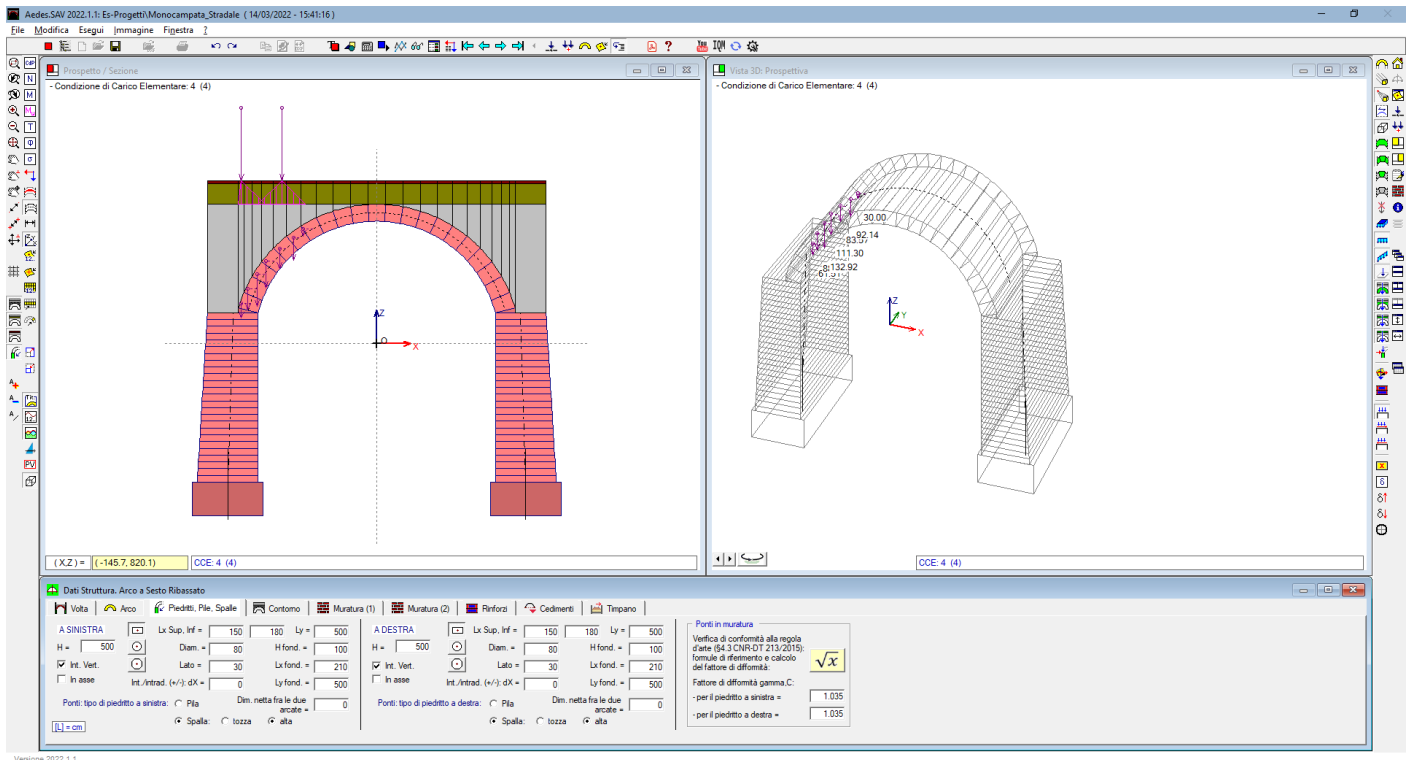 Aedes.SAV 2022.1.1: Es-Progetti\Monocampata_Stradale ( 14/03/2022 - 15:41:16 )
File Modifica Esegui Immagine Finestra ?
Prospetto / Sezione
- Condizione di Carico Elementare: 4 (4)
Z
O
X
( X,Z ) = ( -145.7, 820.1) CCE: 4 (4)
Vista 3D: Prospettiva
- Condizione di Carico Elementare: 4 (4)
30.00
92.14
111.30
132.92
Z
Y
X
CCE: 4 (4)
Dati Struttura. Arco a Sesto Ribassato
Volta Arco Piedritti, Pile, Spalle Contorno Muratura (1) Muratura (2) Rinforzi Cedimenti Timpano
A SINISTRA Lx Sup, Inf = 150 180 Ly = 500
H = 500 Diam. = 80 H fond. = 100
Int. Vert. Lato = 30 Lx fond. = 210
In asse Int./intrad. (+/-): dX = 0 Ly fond. = 500
Ponti: tipo di piedritto a sinistra: Pila Dim. netta fra le due arcate = 0
Spalla: tozza alta
[L] = cm
A DESTRA Lx Sup, Inf = 150 180 Ly = 500
H = 500 Diam. = 80 H fond. = 100
Int. Vert. Lato = 30 Lx fond. = 210
In asse Int./intrad. (+/-): dX = 0 Ly fond. = 500
Ponti: tipo di piedritto a destra: Pila Dim. netta fra le due arcate = 0
Spalla: tozza alta
Ponti in muratura
Verifica di conformità alla regola
d'arte (§4.3 CNR-DT 213/2015):
formule di riferimento e calcolo
del fattore di difformità:
√x
Fattore di difformità gamma,C:
- per il piedritto a sinistra = 1.035
- per il piedritto a destra = 1.035
Versione 2022.1.1